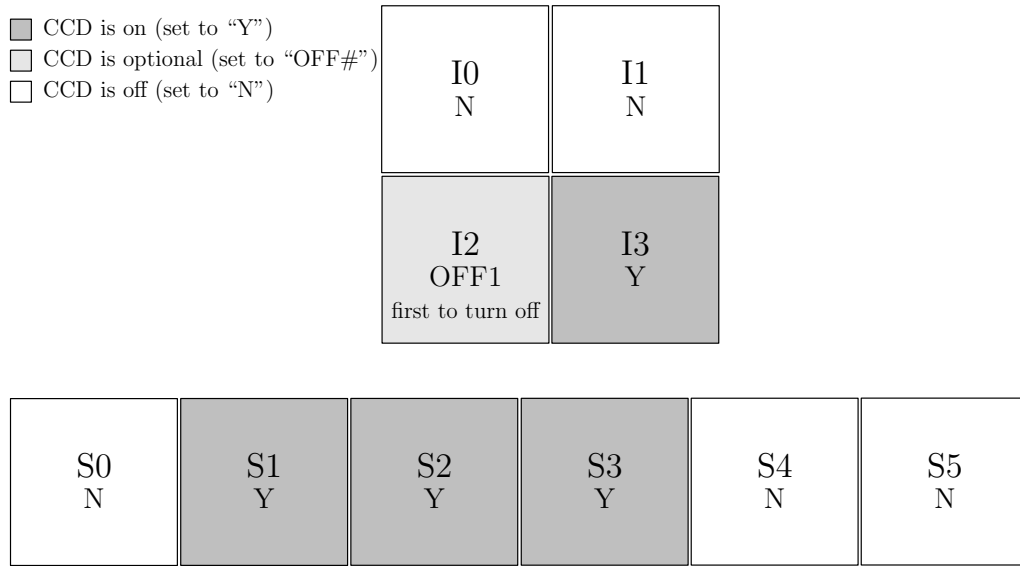 CCD is on (set to “Y”)
CCD is optional (set to “OFF#”)
CCD is off (set to “N”)
I0
N
I1
N
I2
OFF1
first to turn off
I3
Y
S0
N
S1
Y
S2
Y
S3
Y
S4
N
S5
N